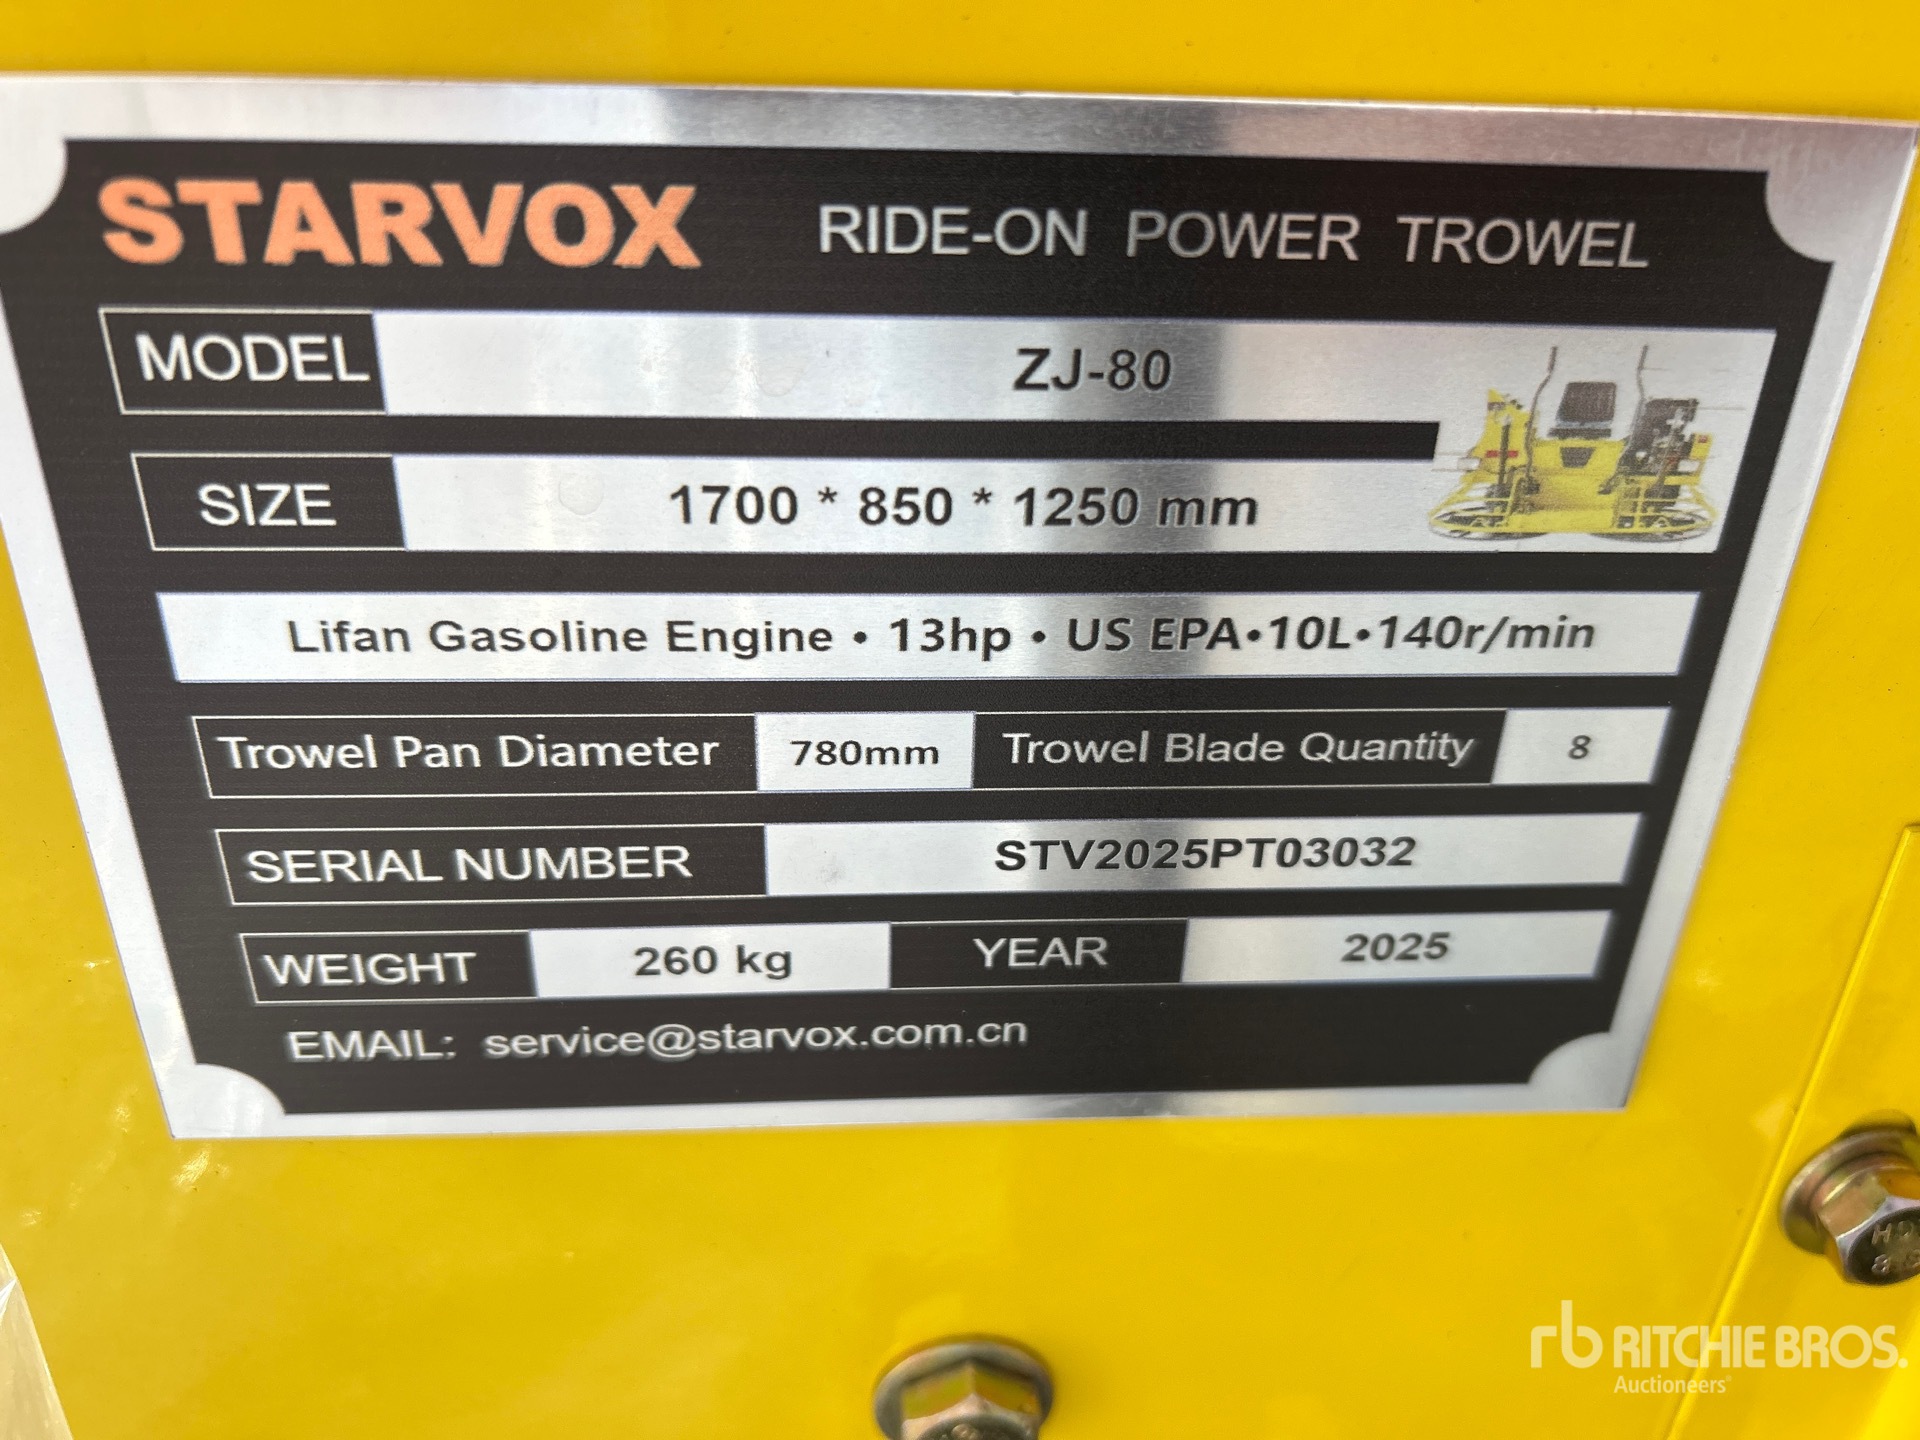 STARVOX RIDE-ON POWER TROWEL
MODEL ZJ-80
SIZE 1700 * 850 * 1250 mm
Lifan Gasoline Engine • 13hp • US EPA•10L•140r/min
Trowel Pan Diameter 780mm Trowel Blade Quantity 8
SERIAL NUMBER STV2025PT03032
WEIGHT 260 kg YEAR 2025
EMAIL: service@starvox.com.cn
rb RITCHIE BROS.
Auctioneers